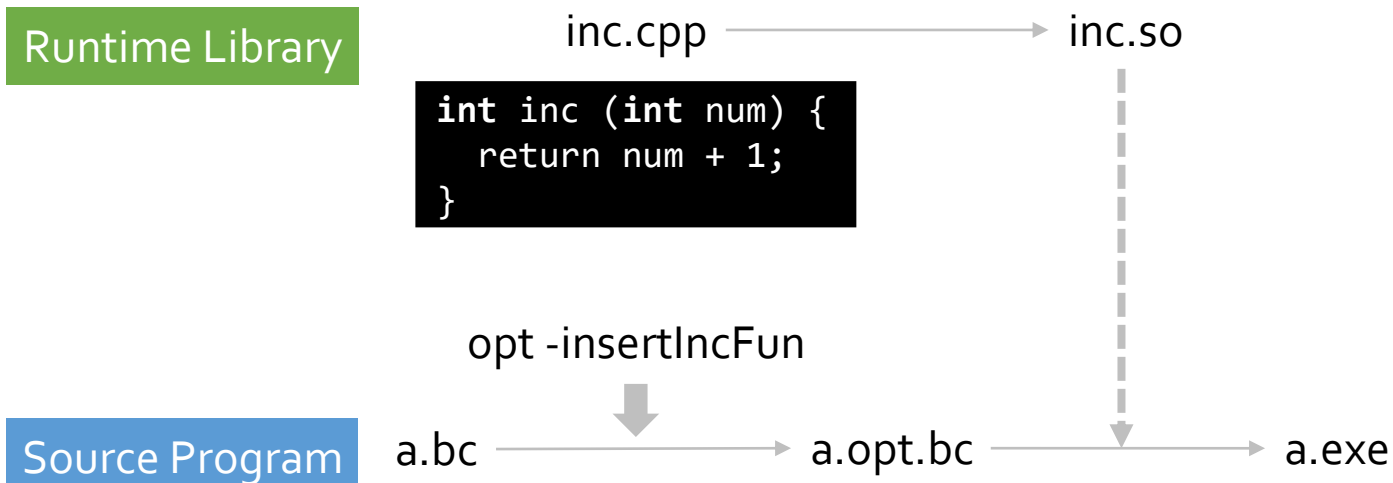 Runtime Library
inc.cpp
inc.so
int inc (int num) {
return num + 1;
}
opt -insertIncFun
Source Program
a.bc
a.opt.bc
a.exe